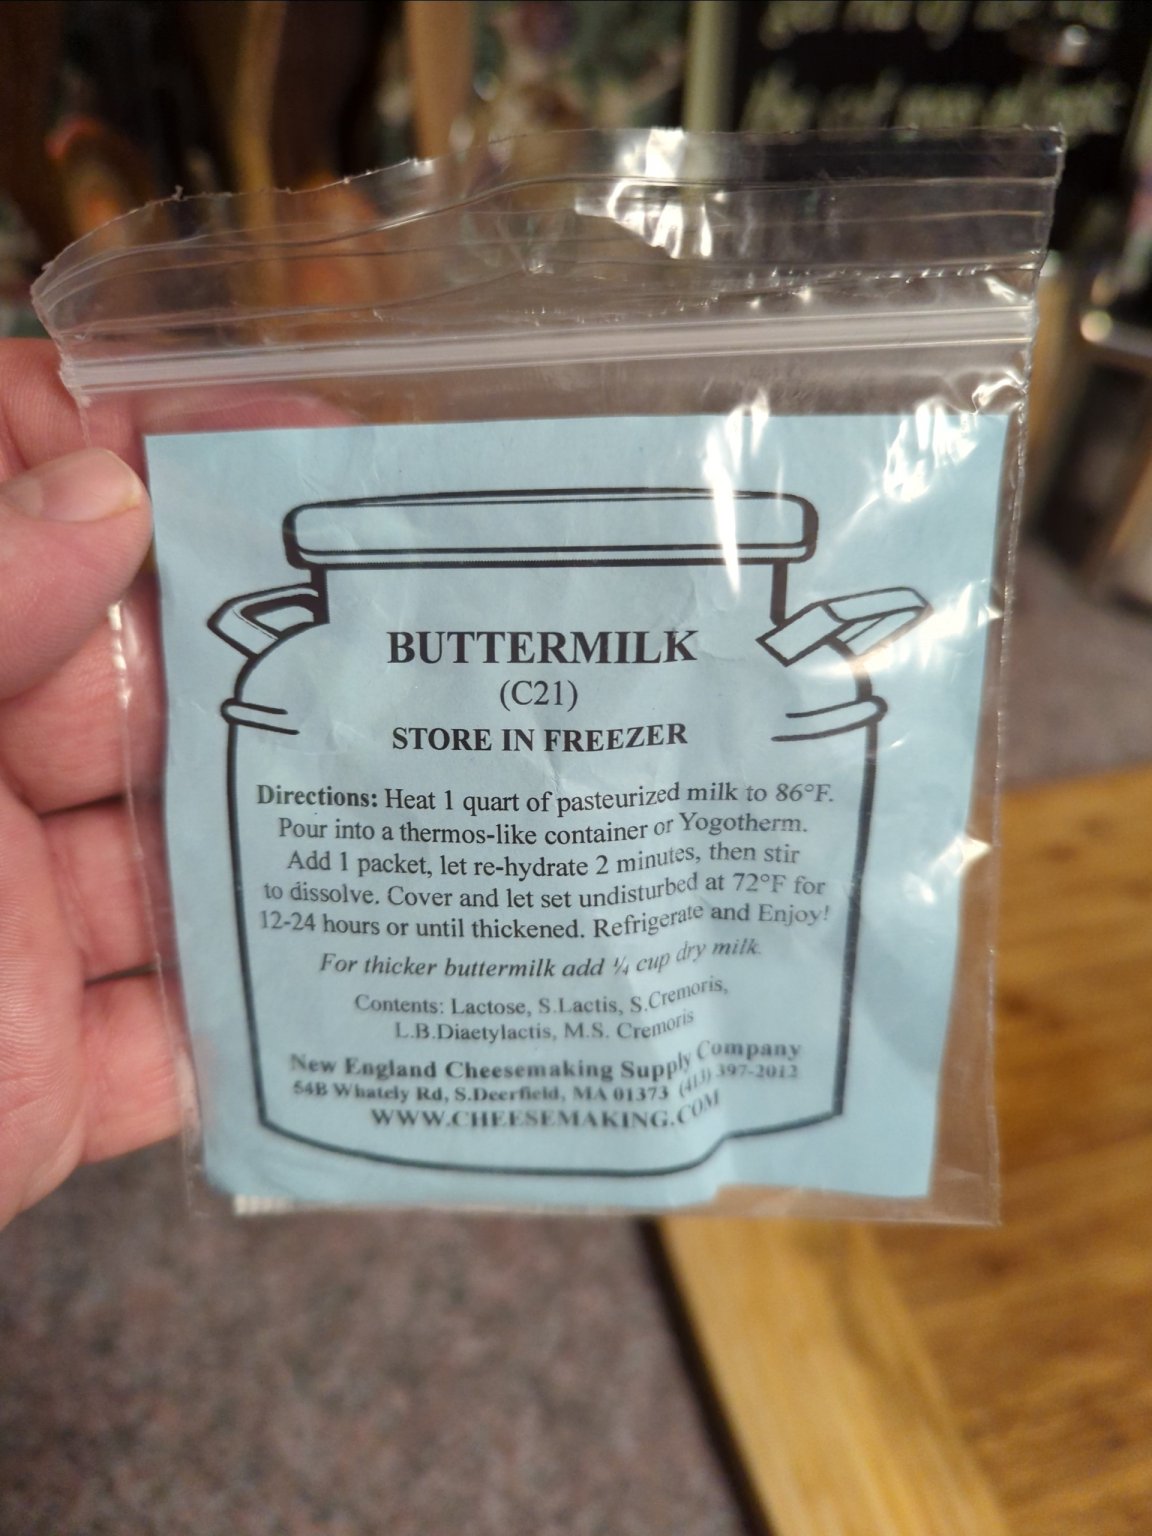 BUTTERMILK
(C21)
STORE IN FREEZER
Directions: Heat 1 quart of pasteurized milk to 86°F.
Pour into a thermos-like container or Yogotherm.
Add 1 packet, let re-hydrate 2 minutes, then stir
to dissolve. Cover and let set undisturbed at 72°F for
12-24 hours or until thickened. Refrigerate and Enjoy!
For thicker buttermilk add ¼ cup dry milk.
Contents: Lactose, S.Lactis, S.Cremoris,
L.B.Diaetylactis, M.S. Cremoris
New England Cheesemaking Supply Company
54B Whately Rd, S.Deerfield, MA 01373 (413) 397-2012
WWW.CHEESEMAKING.COM